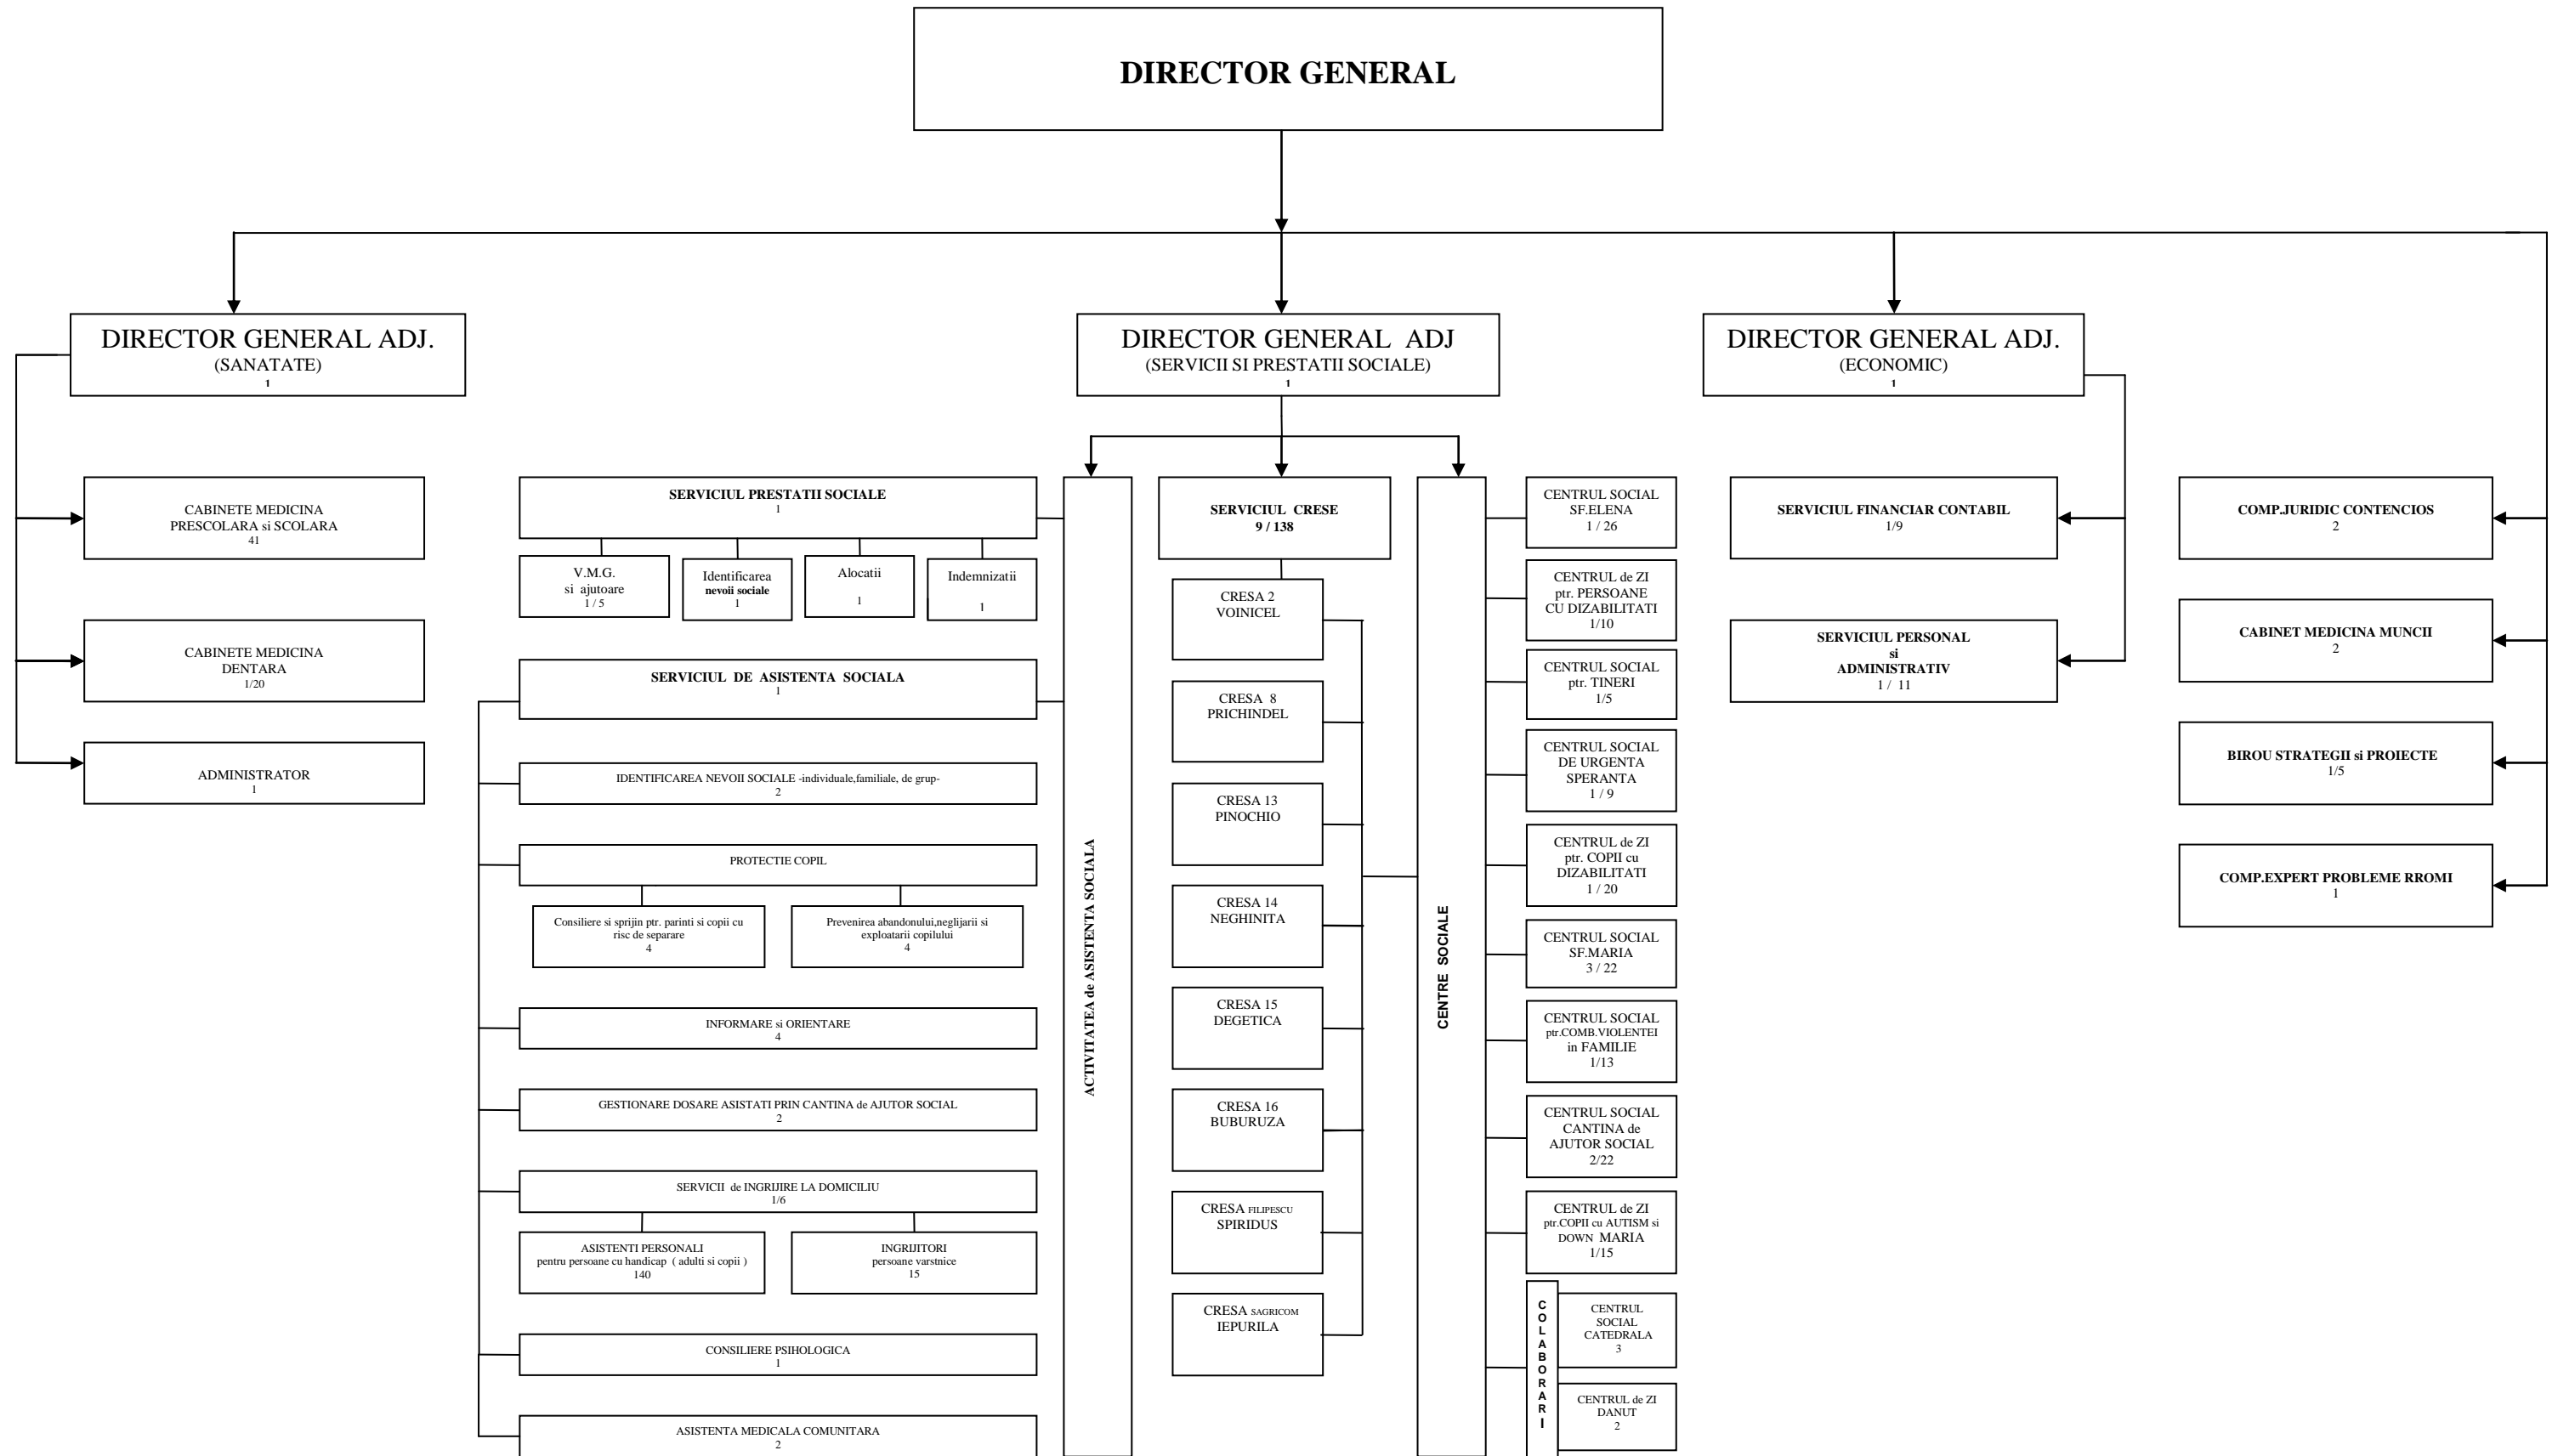 DIRECTOR GENERAL
DIRECTOR GENERAL ADJ.
(SANATATE)
1
DIRECTOR GENERAL ADJ
(SERVICII SI PRESTATII SOCIALE)
1
DIRECTOR GENERAL ADJ.
(ECONOMIC)
1
CABINETE MEDICINA
PRESCOLARA si SCOLARA
41
CABINETE MEDICINA
DENTARA
1/20
ADMINISTRATOR
1
SERVICIUL PRESTATII SOCIALE
1
V.M.G.
si ajutoare
1 / 5
Identificarea
nevoii sociale
1
Alocatii
1
Indemnizatii
1
SERVICIUL DE ASISTENTA SOCIALA
1
IDENTIFICAREA NEVOII SOCIALE -individuale,familiale, de grup-
2
PROTECTIE COPIL
Consiliere si sprijin ptr. parinti si copii cu
risc de separare
4
Prevenirea abandonului,neglijarii si
exploatarii copilului
4
INFORMARE si ORIENTARE
4
GESTIONARE DOSARE ASISTATI PRIN CANTINA de AJUTOR SOCIAL
2
SERVICII de INGRIJIRE LA DOMICILIU
1/6
ASISTENTI PERSONALI
pentru persoane cu handicap ( adulti si copii )
140
INGRIJITORI
persoane varstnice
15
CONSILIERE PSIHOLOGICA
1
ASISTENTA MEDICALA COMUNITARA
2
ACTIVITATEA de ASISTENTA SOCIALA
SERVICIUL CRESE
9 / 138
CRESA 2
VOINICEL
CRESA 8
PRICHINDEL
CRESA 13
PINOCHIO
CRESA 14
NEGHINITA
CRESA 15
DEGETICA
CRESA 16
BUBURUZA
CRESA FILIPESCU
SPIRIDUS
CRESA SAGRICOM
IEPURILA
CENTRE SOCIALE
CENTRUL SOCIAL
SF.ELENA
1 / 26
CENTRUL de ZI
ptr. PERSOANE
CU DIZABILITATI
1/10
CENTRUL SOCIAL
ptr. TINERI
1/5
CENTRUL SOCIAL
DE URGENTA
SPERANTA
1 / 9
CENTRUL de ZI
ptr. COPII cu
DIZABILITATI
1 / 20
CENTRUL SOCIAL
SF.MARIA
3 / 22
CENTRUL SOCIAL
ptr.COMB.VIOLENTEI
in FAMILIE
1/13
CENTRUL SOCIAL
CANTINA de
AJUTOR SOCIAL
2/22
CENTRUL de ZI
ptr.COPII cu AUTISM si
DOWN MARIA
1/15
COLABORARI
CENTRUL
SOCIAL
CATEDRALA
3
CENTRUL de ZI
DANUT
2
SERVICIUL FINANCIAR CONTABIL
1/9
SERVICIUL PERSONAL
si
ADMINISTRATIV
1 / 11
COMP.JURIDIC CONTENCIOS
2
CABINET MEDICINA MUNCII
2
BIROU STRATEGII si PROIECTE
1/5
COMP.EXPERT PROBLEME RROMI
1